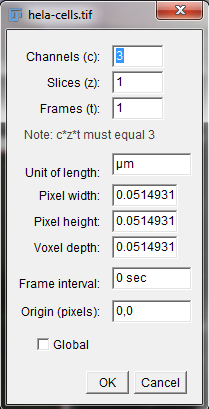 hela-cells.tif
Channels (c): 3
Slices (z): 1
Frames (t): 1
Note: c*z*t must equal 3
Unit of length: µm
Pixel width: 0.0514931
Pixel height: 0.0514931
Voxel depth: 0.0514931
Frame interval: 0 sec
Origin (pixels): 0,0
Global
OK Cancel